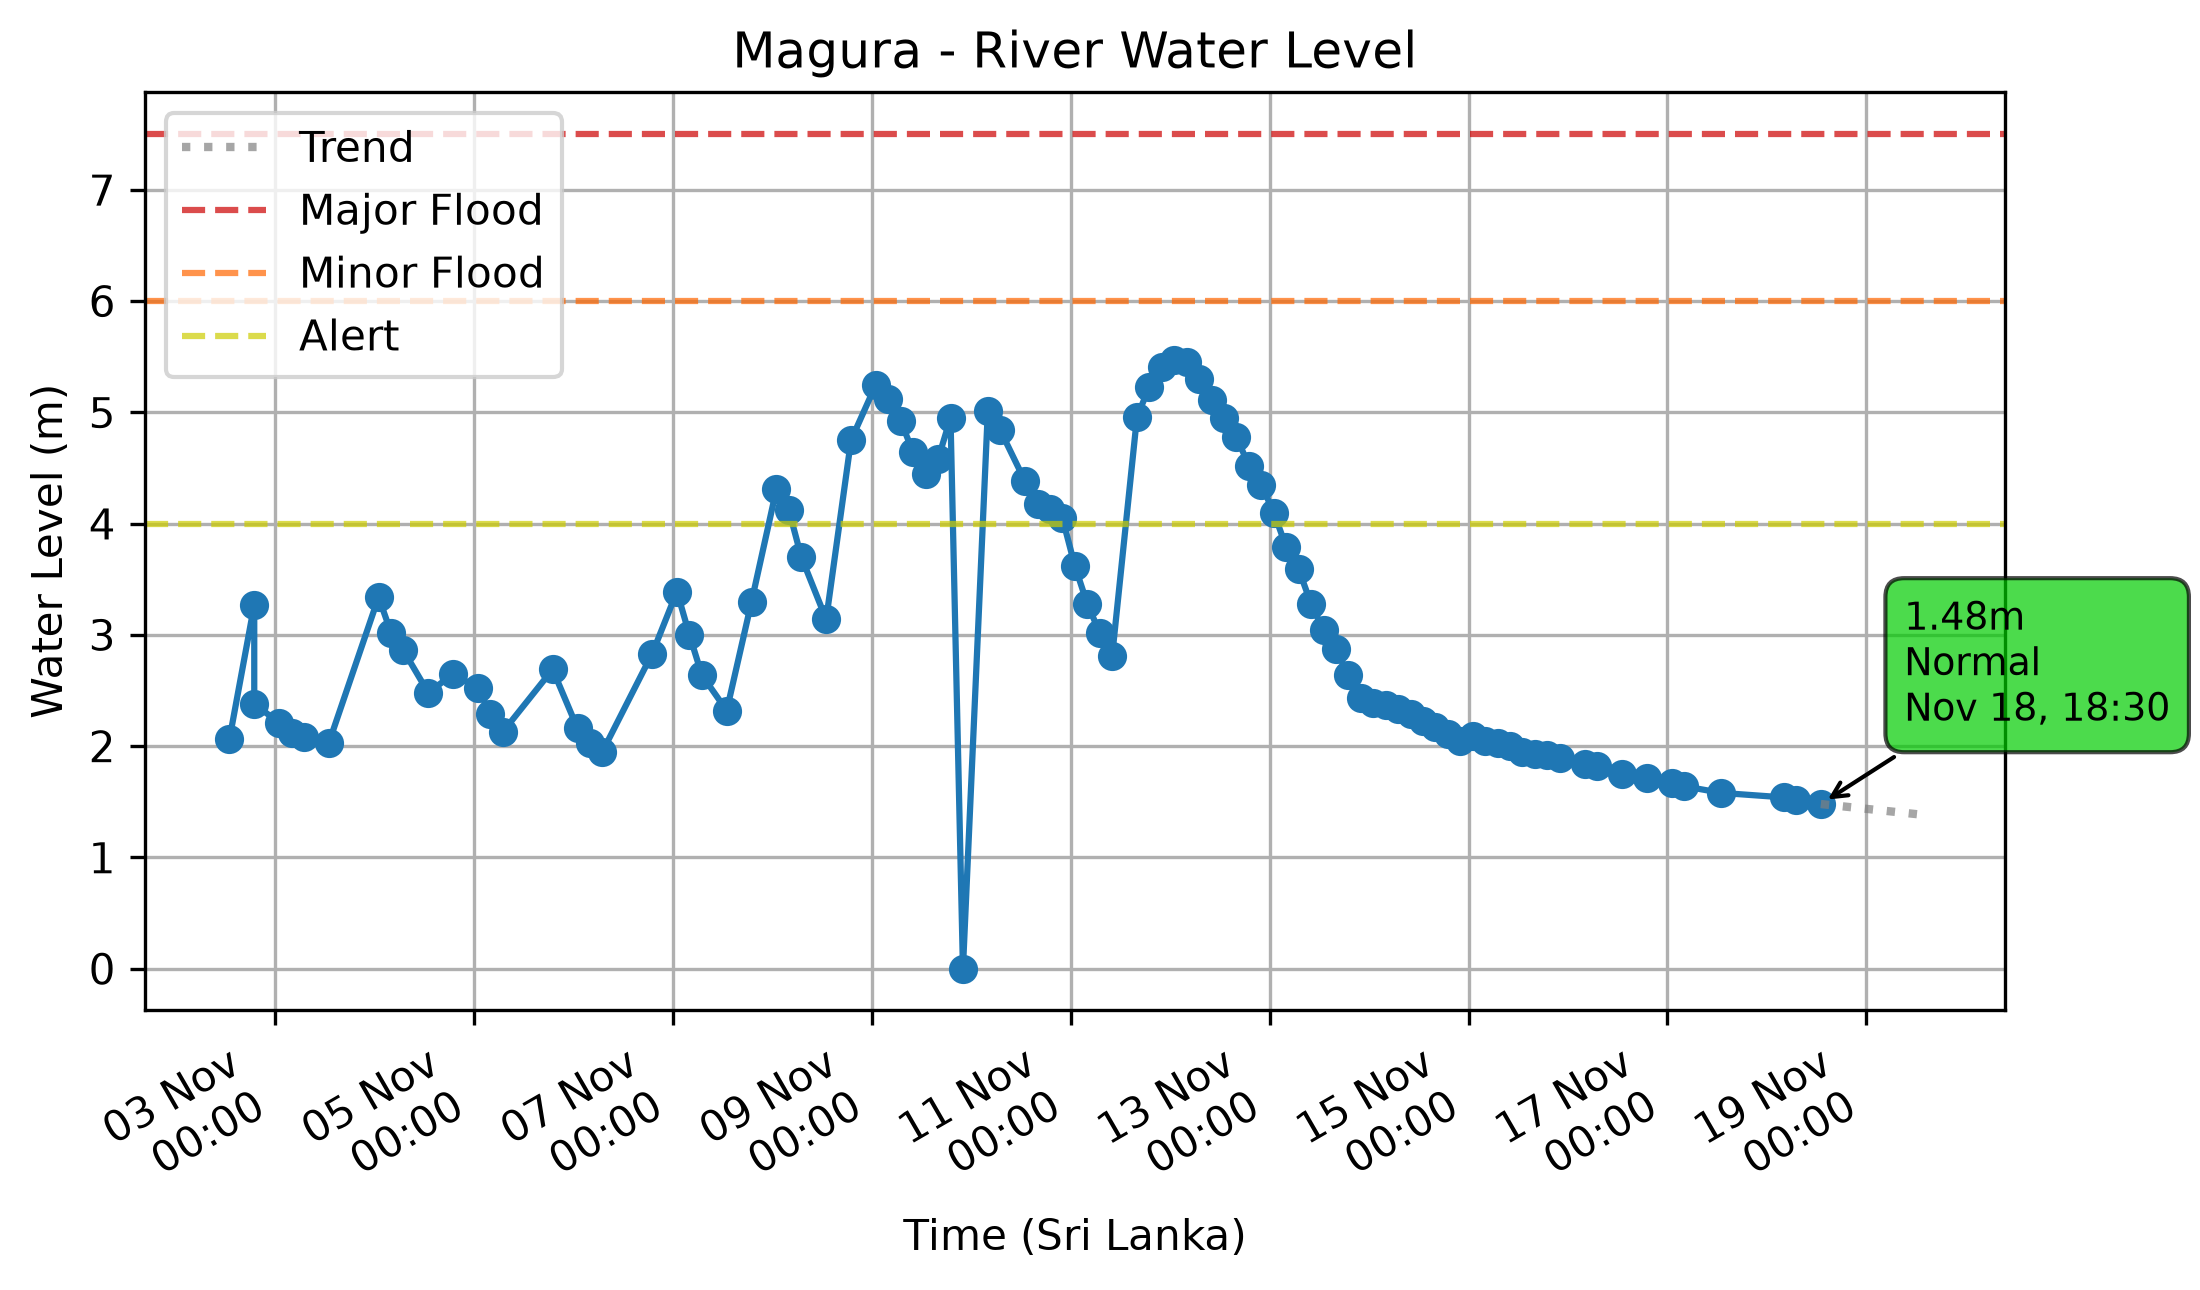 Magura - River Water Level
Trend
Major Flood
Minor Flood
Alert
Water Level (m)
7
6
5
4
3
2
1
0
1.48m
Normal
Nov 18, 18:30
03 Nov
00:00
05 Nov
00:00
07 Nov
00:00
09 Nov
00:00
11 Nov
00:00
13 Nov
00:00
15 Nov
00:00
17 Nov
00:00
19 Nov
00:00
Time (Sri Lanka)